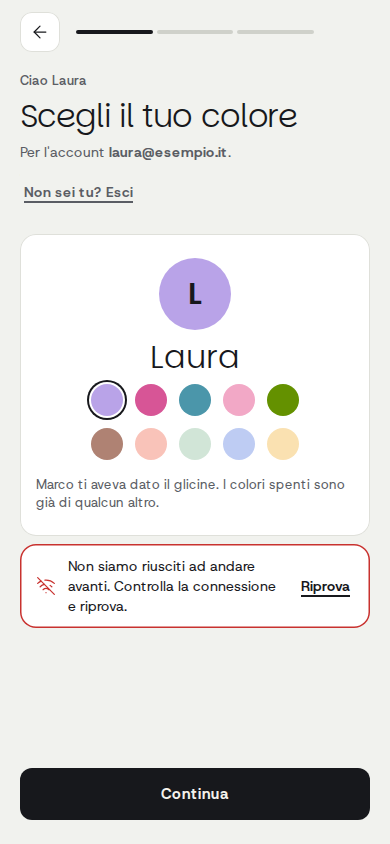 Ciao Laura
Scegli il tuo colore
Per l'account laura@esempio.it.
Non sei tu? Esci
L
Laura
Marco ti aveva dato il glicine. I colori spenti sono
già di qualcun altro.
Non siamo riusciti ad andare
avanti. Controlla la connessione
e riprova.
Riprova
Continua